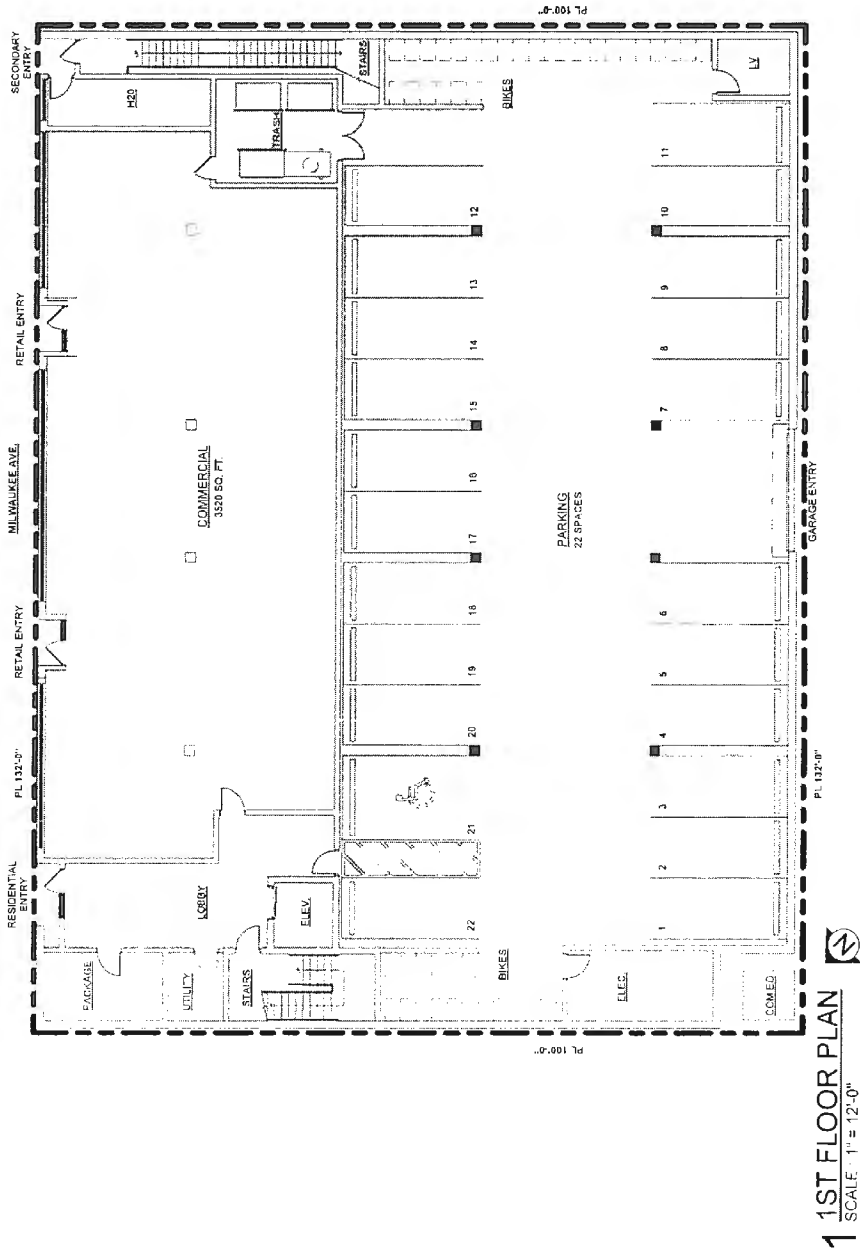 SECONDARY
ENTRY
RETAIL ENTRY
MILWAUKEE AVE.
RETAIL ENTRY
PL 132'-0"
RESIDENTIAL
ENTRY
PL 100'-0"
STAIRS
H20
TRASH
BIKES
LV
COMMERCIAL
3520 SQ. FT.
LOBBY
ELEV.
PACKAGE
UTILITY
STAIRS
12
13
14
15
16
17
18
19
20
21
22
PARKING
22 SPACES
11
10
9
8
7
6
5
4
3
2
1
BIKES
ELEC.
COMED
GARAGE ENTRY
PL 132'-0"
PL 100'-0"
1 1ST FLOOR PLAN
SCALE : 1" = 12'-0"
N